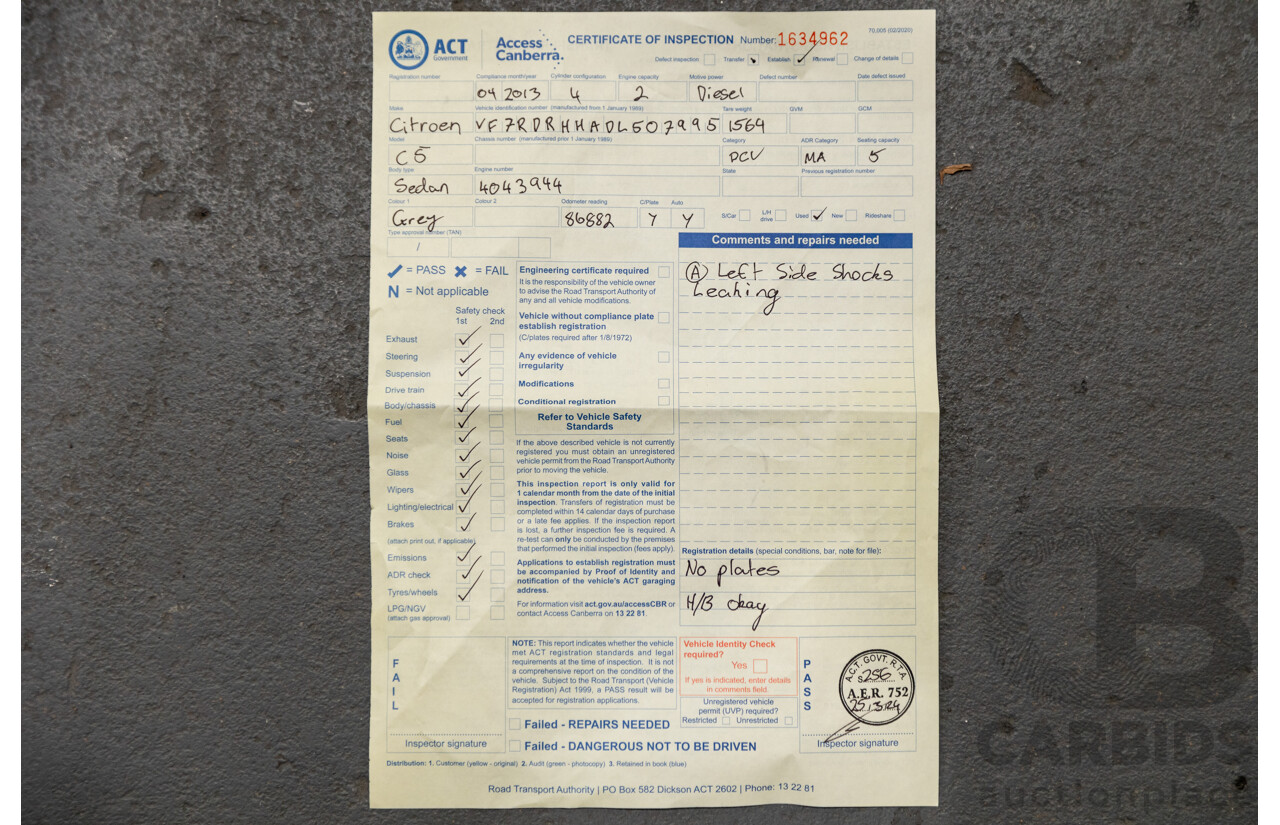 ACT Government
Access Canberra.
CERTIFICATE OF INSPECTION Number: 1634962
70,005 (02/2020)
Defect inspection Transfer Establish Renewal Change of details
Registration number Compliance month/year Cylinder configuration Engine capacity Motive power Defect number Date defect issued
04 2013 4 2 Diesel
Make Vehicle identification number (manufactured from 1 January 1989) Tare weight GVM GCM
Citroen VF7RDRHHADL507995 1564
Model Chassis number (manufactured prior 1 January 1989) Category ADR Category Seating capacity
C5 PCV MA 5
Body type Engine number State Previous registration number
Sedan 4043944
Colour 1 Colour 2 Odometer reading C/Plate Auto
Grey 86882 Y Y
S/Car L/H drive Used New Rideshare
Type approval number (TAN)
/
✓ = PASS ✖ = FAIL
N = Not applicable
Safety check
1st 2nd
Exhaust
Steering
Suspension
Drive train
Body/chassis
Fuel
Seats
Noise
Glass
Wipers
Lighting/electrical
Brakes
(attach print out, if applicable)
Emissions
ADR check
Tyres/wheels
LPG/NGV
(attach gas approval)
Engineering certificate required
It is the responsibility of the vehicle owner
to advise the Road Transport Authority of
any and all vehicle modifications.
Vehicle without compliance plate
establish registration
(C/plates required after 1/8/1972)
Any evidence of vehicle
irregularity
Modifications
Conditional registration
Refer to Vehicle Safety
Standards
If the above described vehicle is not currently
registered you must obtain an unregistered
vehicle permit from the Road Transport Authority
prior to moving the vehicle.
This inspection report is only valid for
1 calendar month from the date of the initial
inspection. Transfers of registration must be
completed within 14 calendar days of purchase
or a late fee applies. If the inspection report
is lost, a further inspection fee is required. A
re-test can only be conducted by the premises
that performed the initial inspection (fees apply).
Applications to establish registration must
be accompanied by Proof of Identity and
notification of the vehicle's ACT garaging
address.
For information visit act.gov.au/accessCBR or
contact Access Canberra on 13 22 81.
Comments and repairs needed
(A) Left Side Shocks
Leaking
Registration details (special conditions, bar, note for file):
No plates
H/B okay
FAIL
Inspector signature
NOTE: This report indicates whether the vehicle
met ACT registration standards and legal
requirements at the time of inspection. It is not
a comprehensive report on the condition of the
vehicle. Subject to the Road Transport (Vehicle
Registration) Act 1999, a PASS result will be
accepted for registration applications.
Vehicle Identity Check
required?
Yes
If yes is indicated, enter details
in comments field
Unregistered vehicle
permit (UVP) required?
Restricted Unrestricted
Failed - REPAIRS NEEDED
Failed - DANGEROUS NOT TO BE DRIVEN
PASS
A.C.T. GOVT. R.T.A.
S256
A.E.R. 752
25.3.24
Inspector signature
Distribution: 1. Customer (yellow - original) 2. Audit (green - photocopy) 3. Retained in book (blue)
Road Transport Authority | PO Box 582 Dickson ACT 2602 | Phone: 13 22 81
CARBIDS
auctionplace